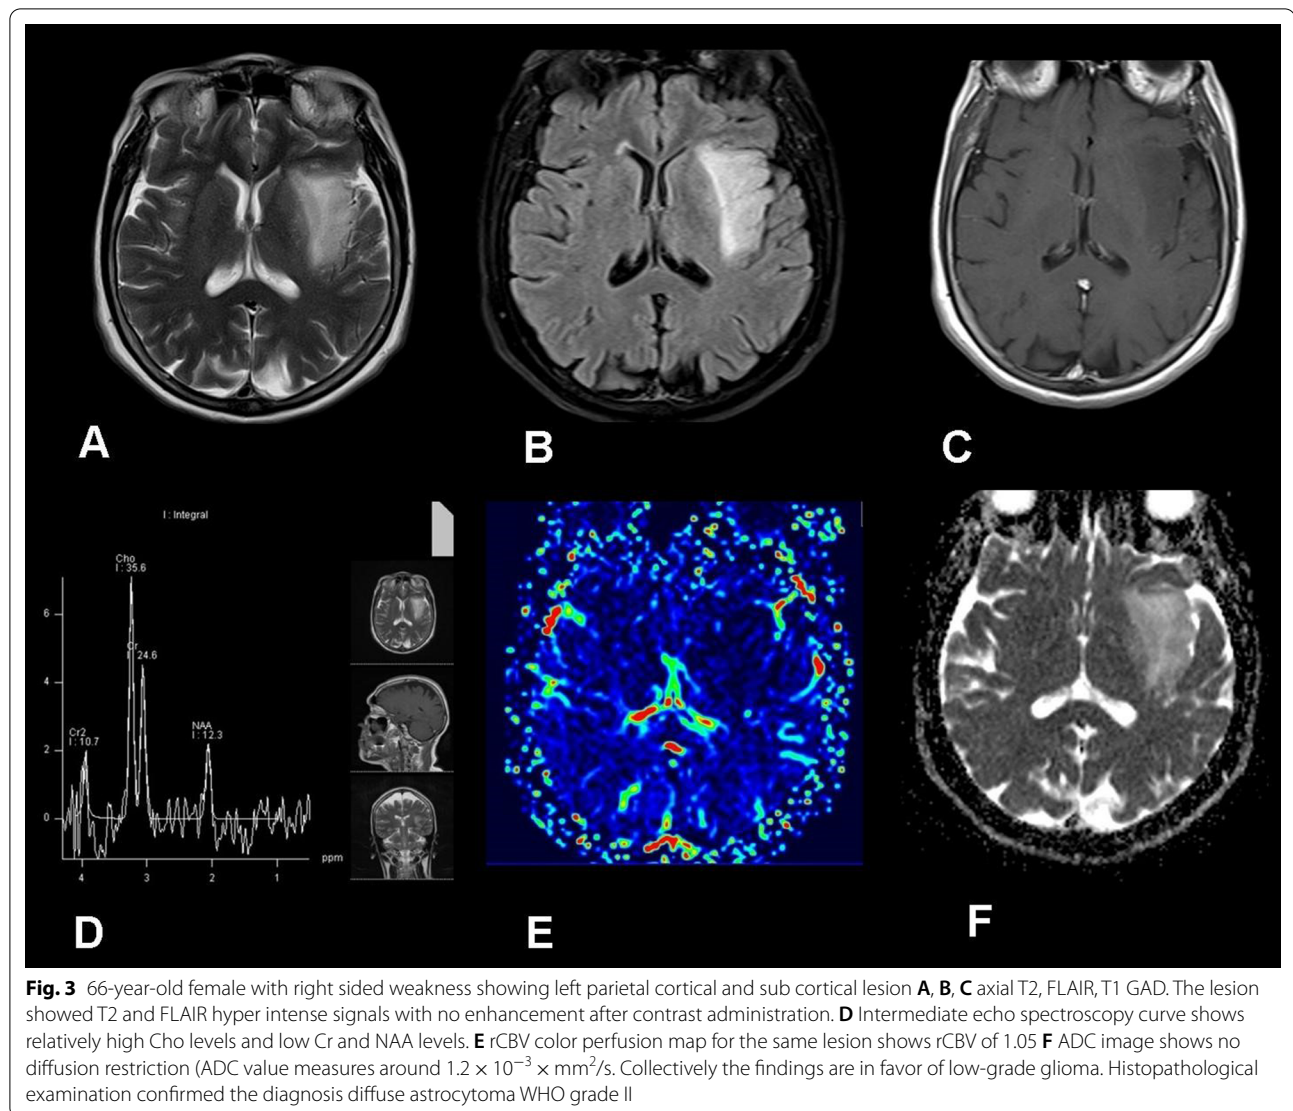 A
B
C
I : Integral
Cho
I : 35.6
Cr
I : 24.6
Cr2
I : 10.7
NAA
I : 12.3
6
4
2
0
ppm
4
3
2
1
D
E
F
Fig. 3 66-year-old female with right sided weakness showing left parietal cortical and sub cortical lesion A, B, C axial T2, FLAIR, T1 GAD. The lesion
showed T2 and FLAIR hyper intense signals with no enhancement after contrast administration. D Intermediate echo spectroscopy curve shows
relatively high Cho levels and low Cr and NAA levels. E rCBV color perfusion map for the same lesion shows rCBV of 1.05 F ADC image shows no
diffusion restriction (ADC value measures around 1.2 × 10⁻³ × mm²/s. Collectively the findings are in favor of low-grade glioma. Histopathological
examination confirmed the diagnosis diffuse astrocytoma WHO grade II